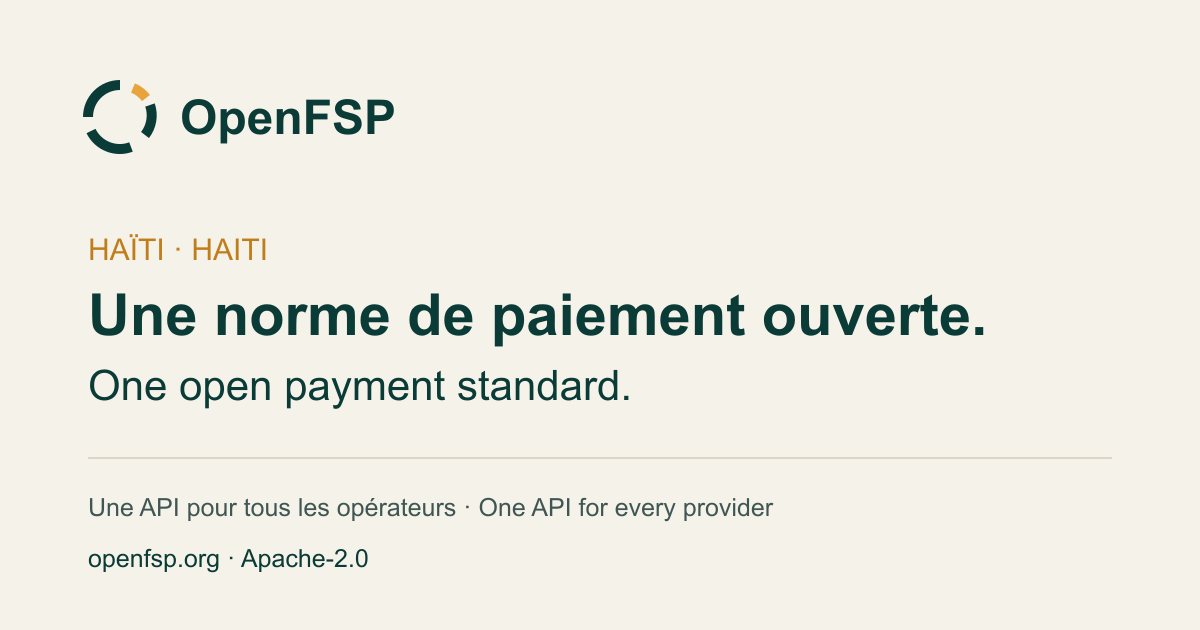 OpenFSP
HAÏTI · HAITI
Une norme de paiement ouverte.
One open payment standard.
Une API pour tous les opérateurs · One API for every provider
openfsp.org · Apache-2.0